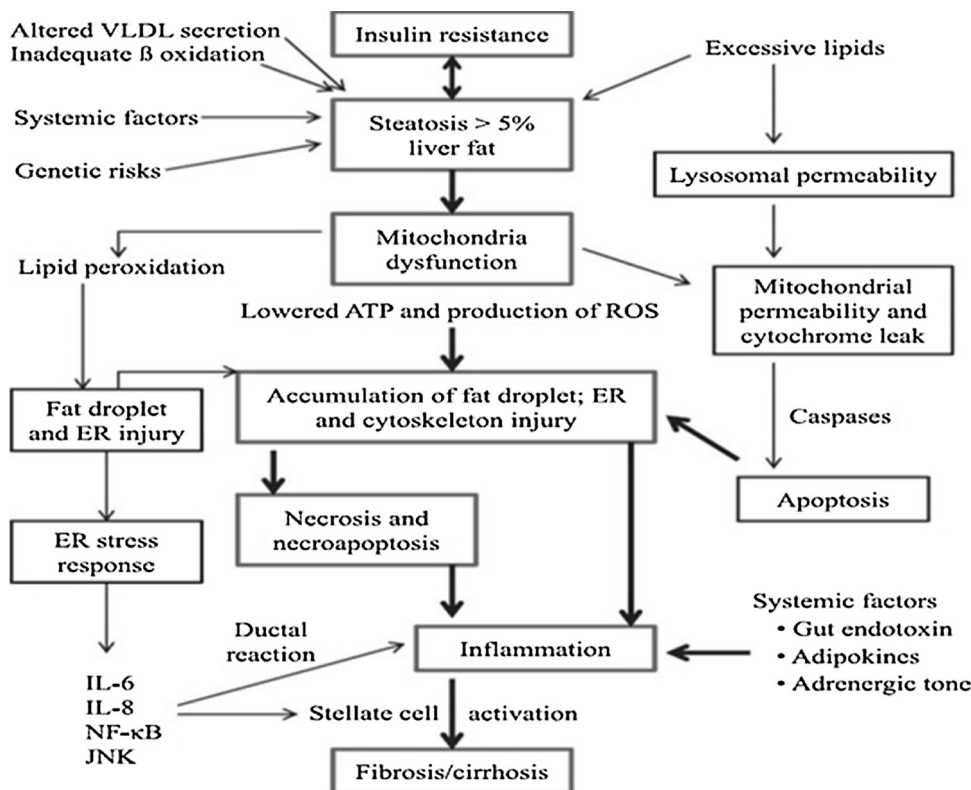 Altered VLDL secretion
Inadequate ß oxidation
Insulin resistance
Excessive lipids
Systemic factors
Steatosis > 5%
liver fat
Genetic risks
Lysosomal permeability
Mitochondria
dysfunction
Lipid peroxidation
Mitochondrial
permeability and
cytochrome leak
Lowered ATP and production of ROS
Fat droplet
and ER injury
Accumulation of fat droplet; ER
and cytoskeleton injury
Caspases
Apoptosis
Necrosis and
necroapoptosis
ER stress
response
Systemic factors
• Gut endotoxin
• Adipokines
• Adrenergic tone
Ductal
reaction
Inflammation
IL-6
IL-8
NF-κB
JNK
Stellate cell activation
Fibrosis/cirrhosis